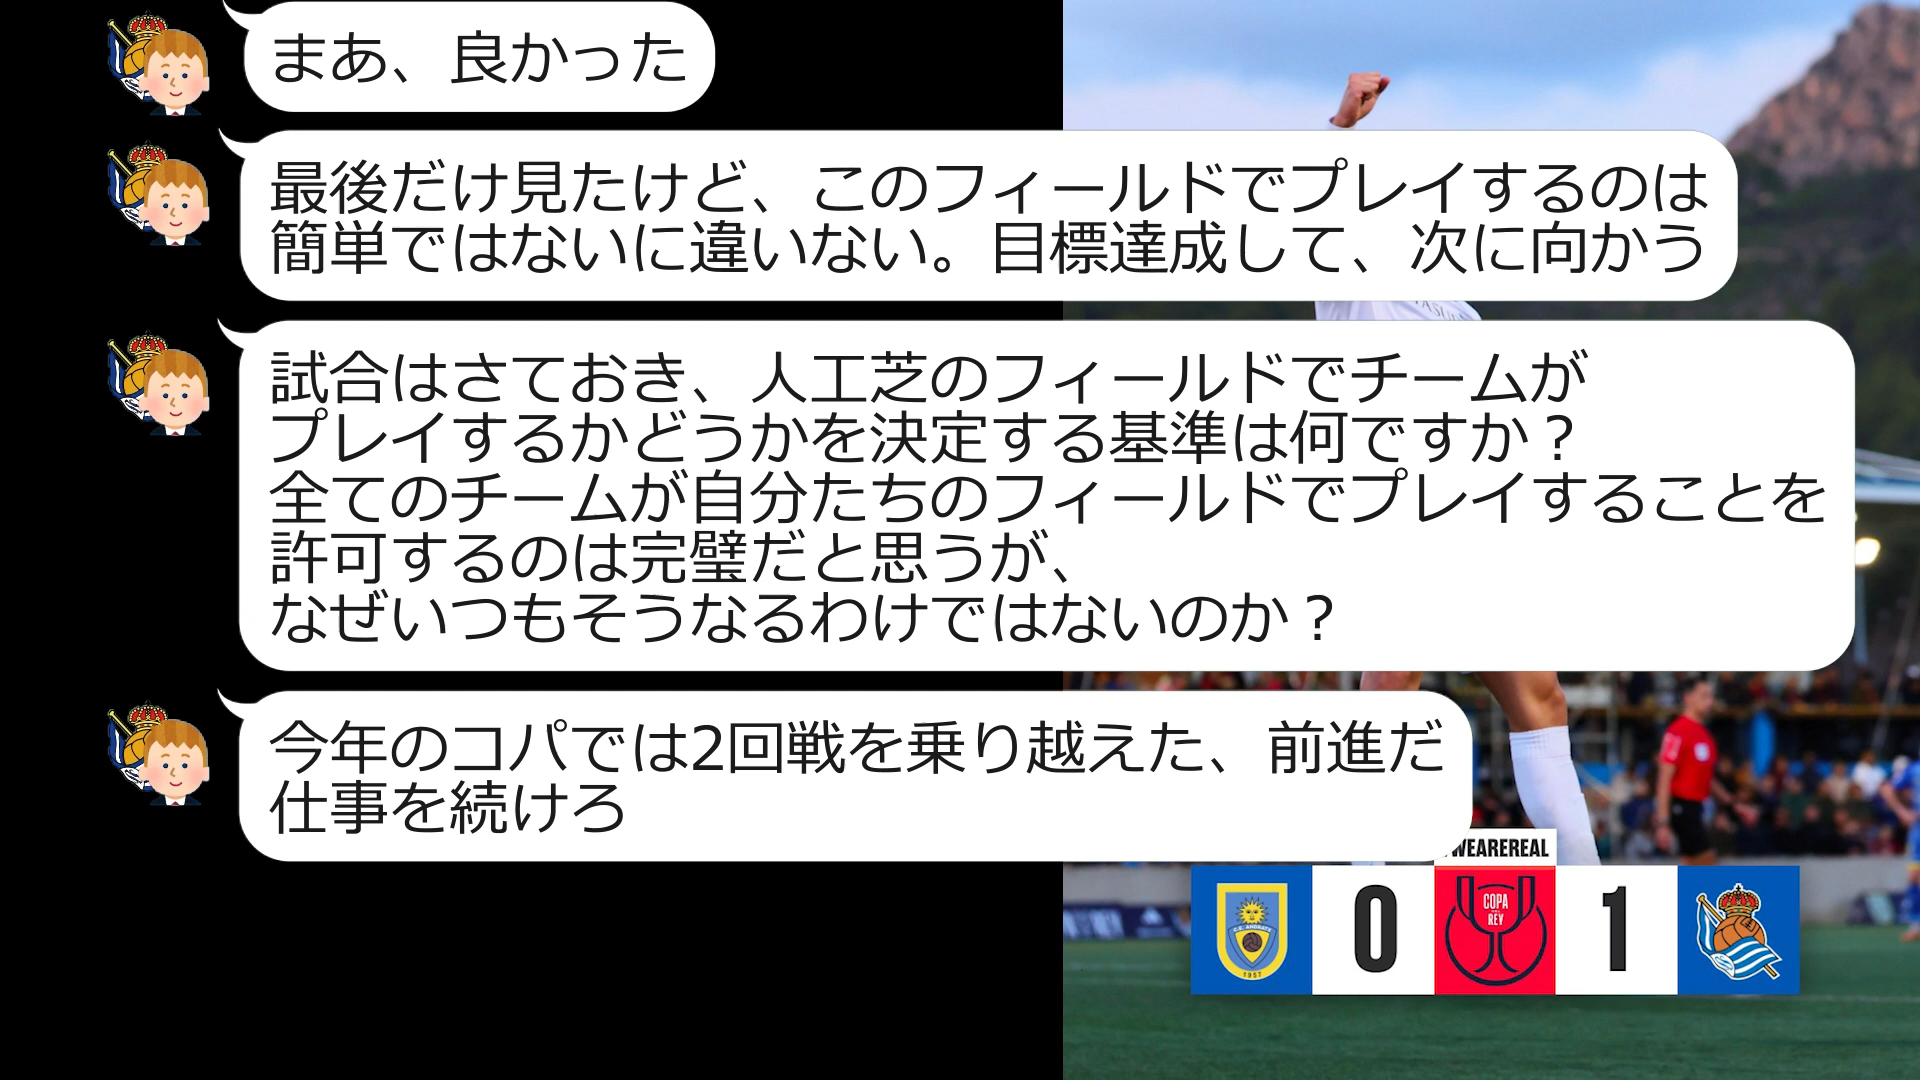 まあ、良かった
最後だけ見たけど、このフィールドでプレイするのは
簡単ではないに違いない。目標達成して、次に向かう
試合はさておき、人工芝のフィールドでチームが
プレイするかどうかを決定する基準は何ですか？
全てのチームが自分たちのフィールドでプレイすることを
許可するのは完璧だと思うが、
なぜいつもそうなるわけではないのか？
今年のコパでは2回戦を乗り越えた、前進だ
仕事を続けろ
WEAREREAL
C.E. ANDRATX
1957
0
COPA
DEL
REY
1